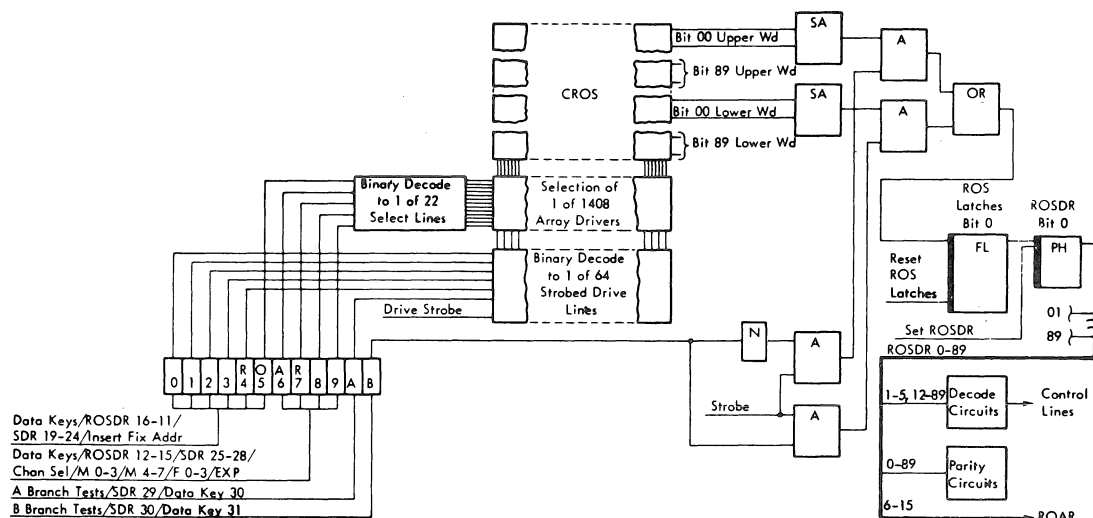 SA
Bit 00 Upper Wd
A
Bit 89 Upper Wd
CROS
OR
SA
Bit 00 Lower Wd
A
Bit 89 Lower Wd
Binary Decode
to 1 of 22
Select Lines
Selection of
1 of 1408
Array Drivers
ROS
Latches
Bit 0
ROSDR
Bit 0
FL
PH
Binary Decode
to 1 of 64
Strobed Drive
Lines
Reset
ROS
Latches
Drive Strobe
01
Set ROSDR
89
N
A
ROSDR 0-89
R O A R
0 1 2 3 4 5 6 7 8 9 A B
1-5, 12-89
Decode
Circuits
Control
Lines
Strobe
A
Data Keys/ROSDR 16-11/
SDR 19-24/Insert Fix Addr
Data Keys/ROSDR 12-15/SDR 25-28/
Chan Sel/M 0-3/M 4-7/F 0-3/EXP
0-89
Parity
Circuits
A Branch Tests/SDR 29/Data Key 30
6-15
B Branch Tests/SDR 30/Data Key 31
ROAR